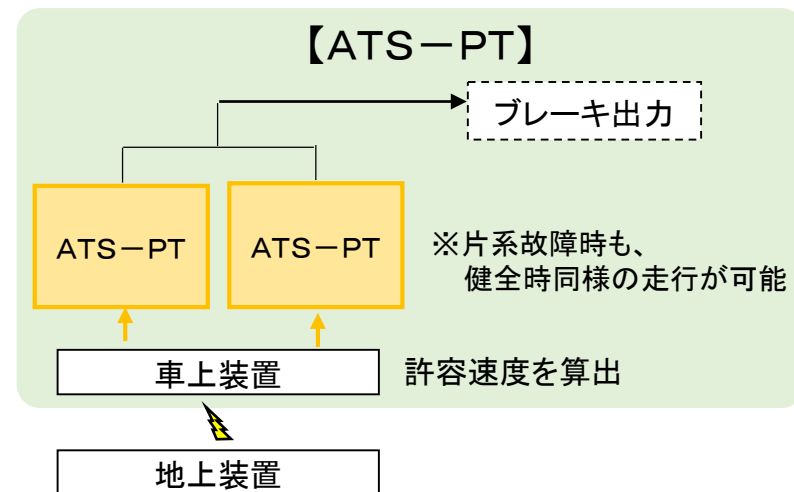 【ATS－PT】
ブレーキ出力
ATS－PT
ATS－PT
※片系故障時も、
健全時同様の走行が可能
車上装置
許容速度を算出
地上装置